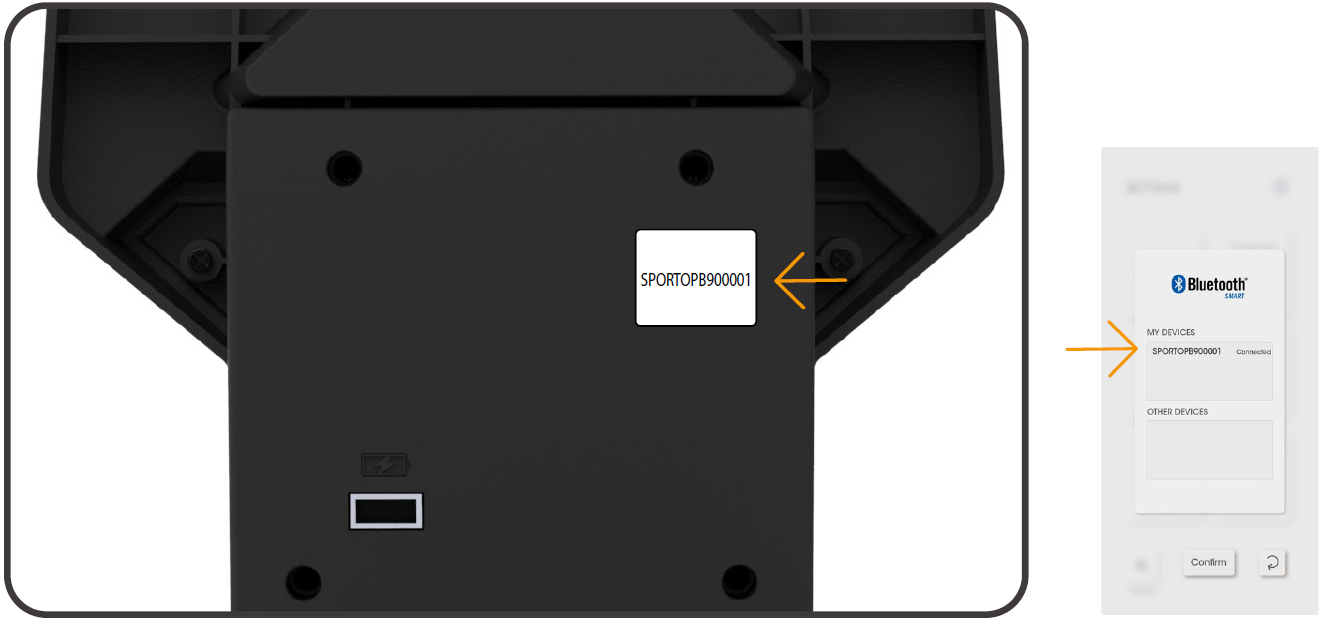 SPORTOPB900001
Bluetooth®
SMART
MY DEVICES
SPORTOPB900001 Connected
OTHER DEVICES
Confirm